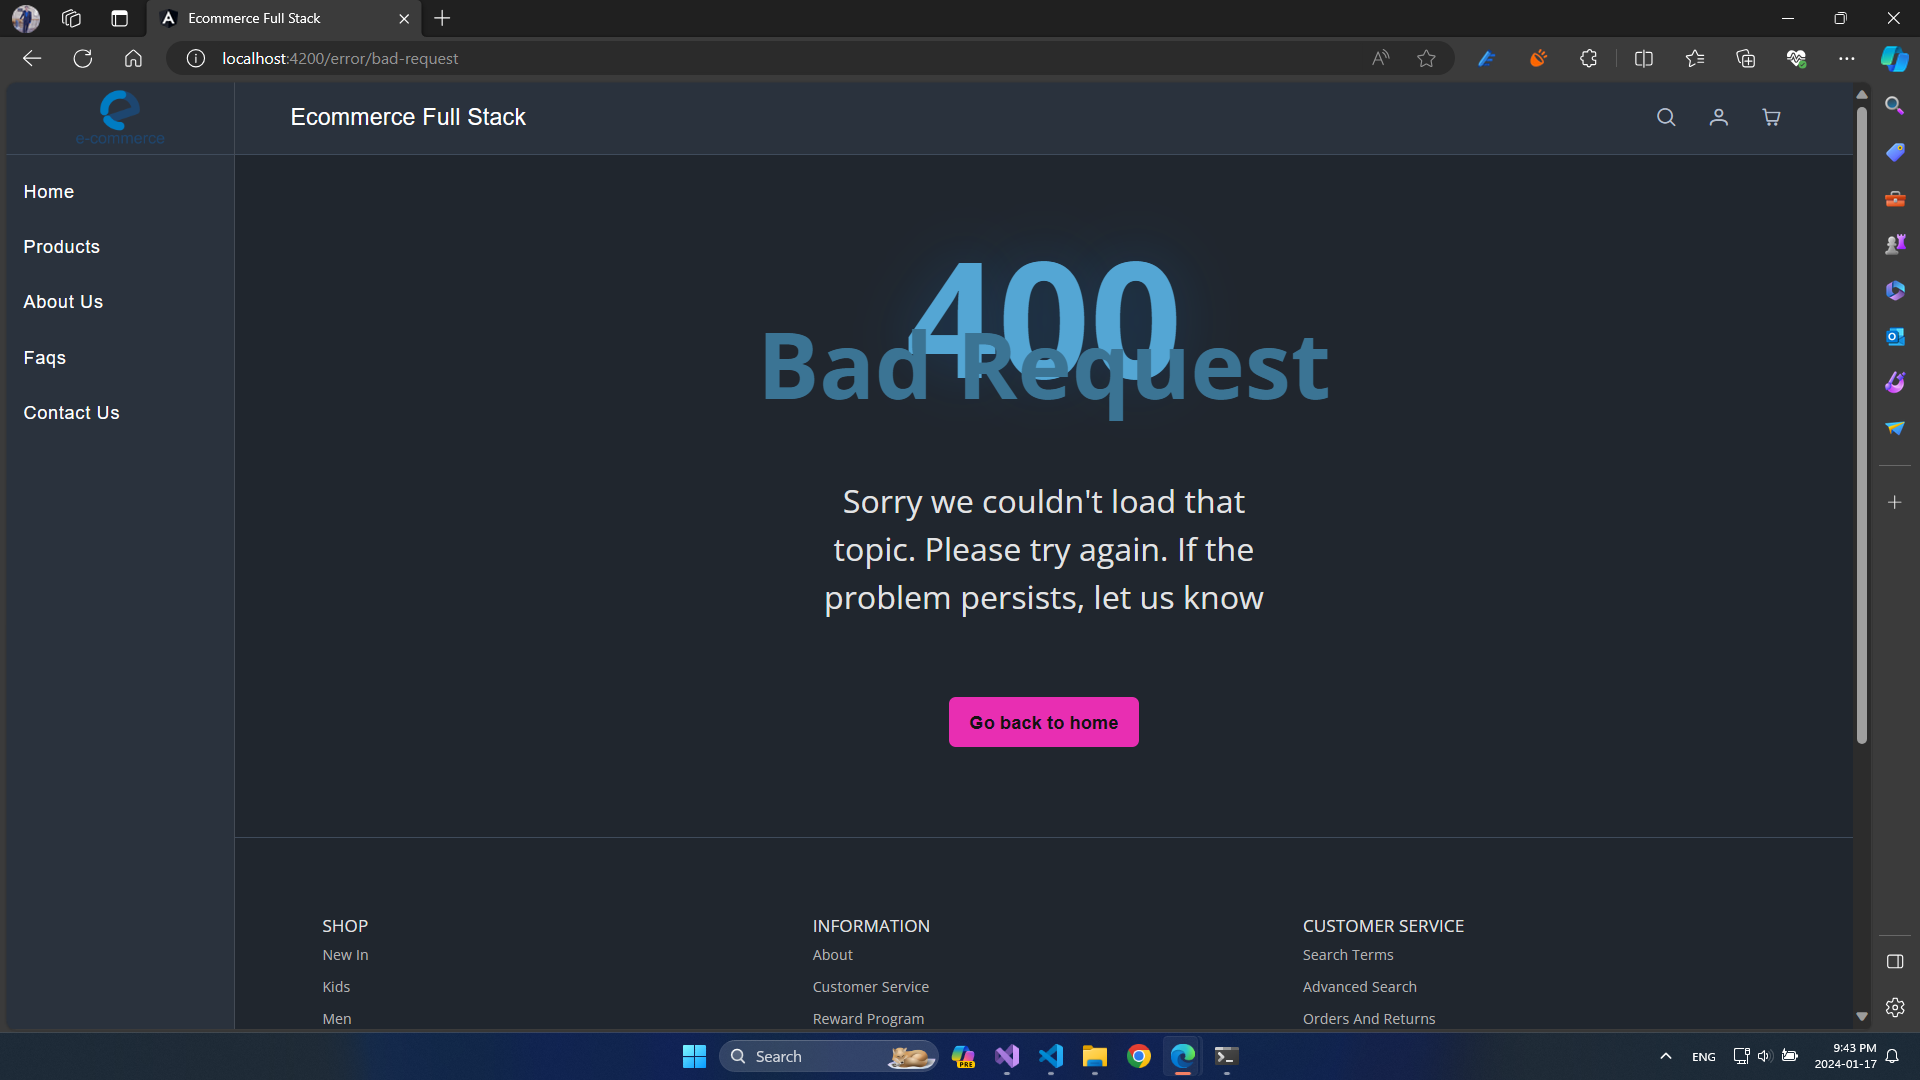 Ecommerce Full Stack
localhost:4200/error/bad-request
e-commerce
Ecommerce Full Stack
Home
Products
About Us
Faqs
Contact Us
400
Bad Request
Sorry we couldn't load that
topic. Please try again. If the
problem persists, let us know
Go back to home
SHOP
New In
Kids
Men
INFORMATION
About
Customer Service
Reward Program
CUSTOMER SERVICE
Search Terms
Advanced Search
Orders And Returns
Search
PRE
ENG
9:43 PM
2024-01-17